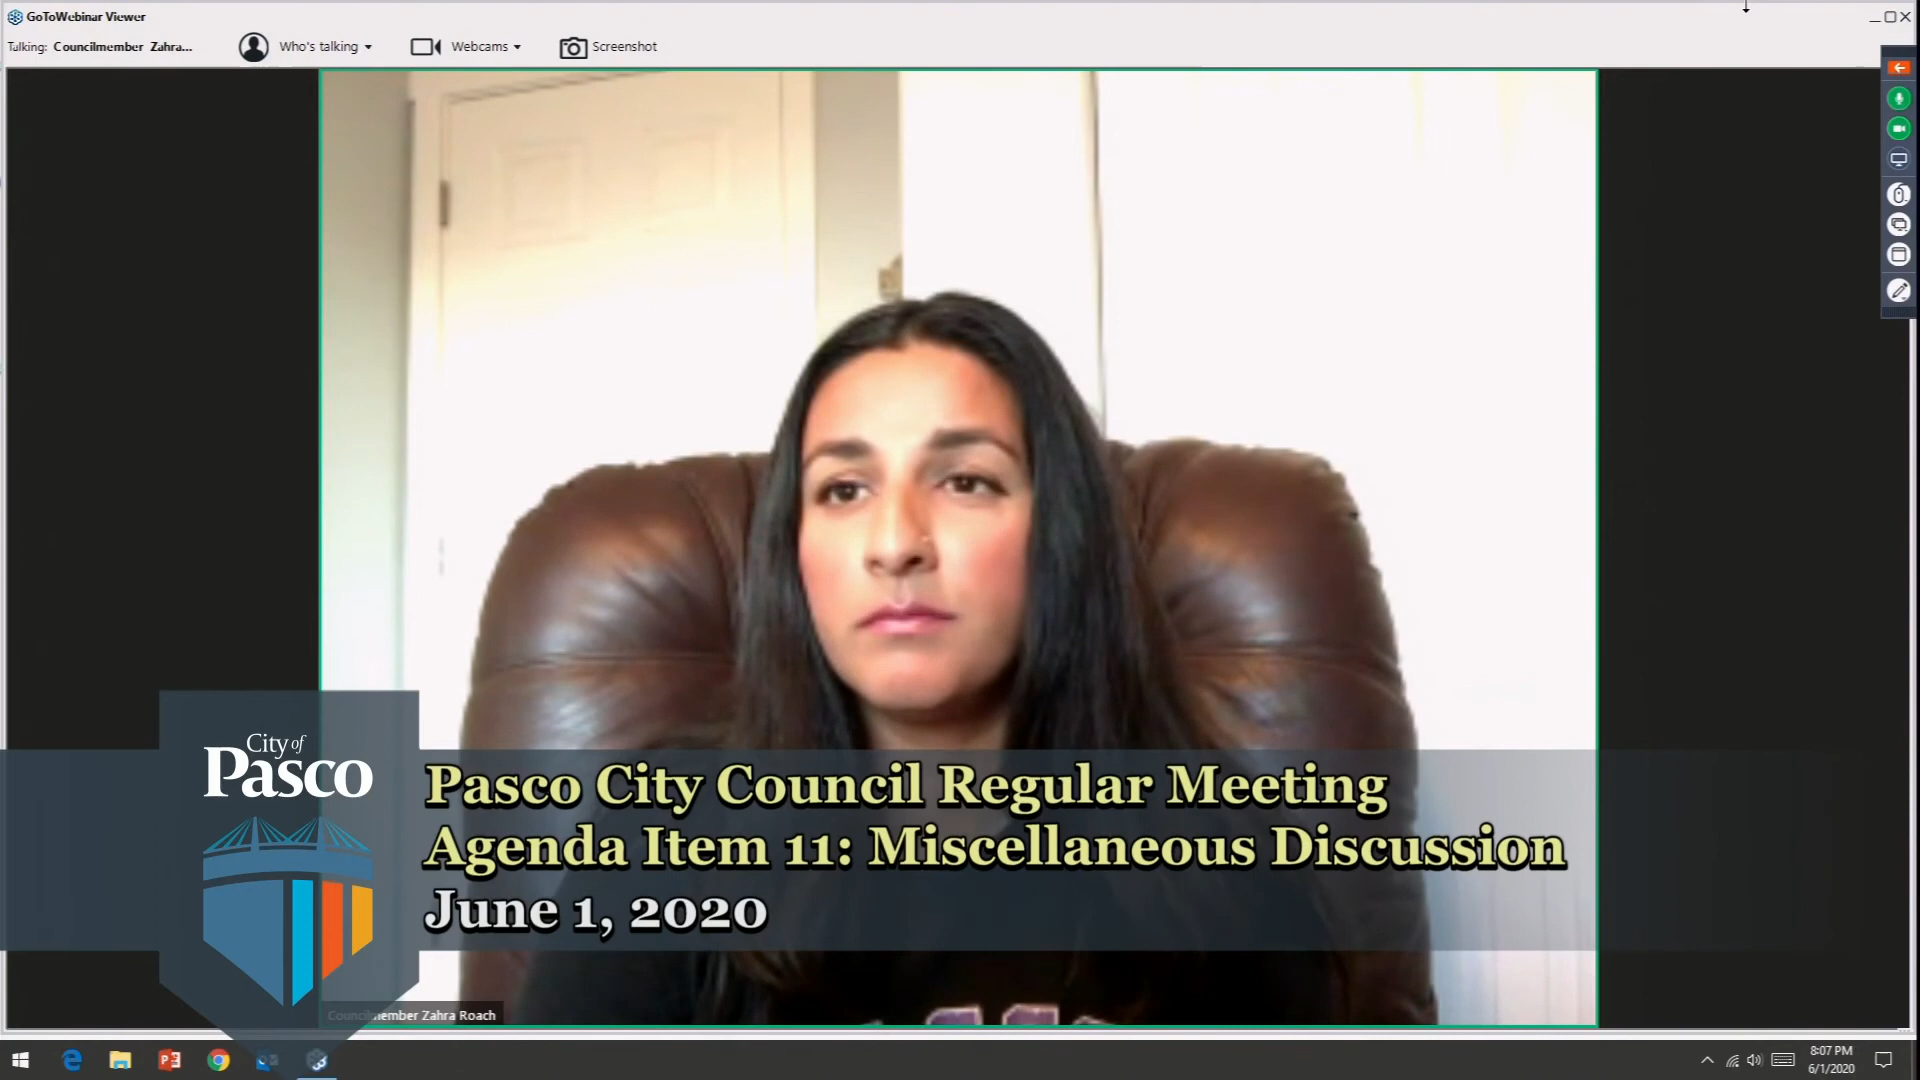 GoToWebinar Viewer
Talking: Councilmember Zahra...
Who's talking
Webcams
Screenshot
City of
Pasco
Pasco City Council Regular Meeting
Agenda Item 11: Miscellaneous Discussion
June 1, 2020
Councilmember Zahra Roach
8:07 PM
6/1/2020